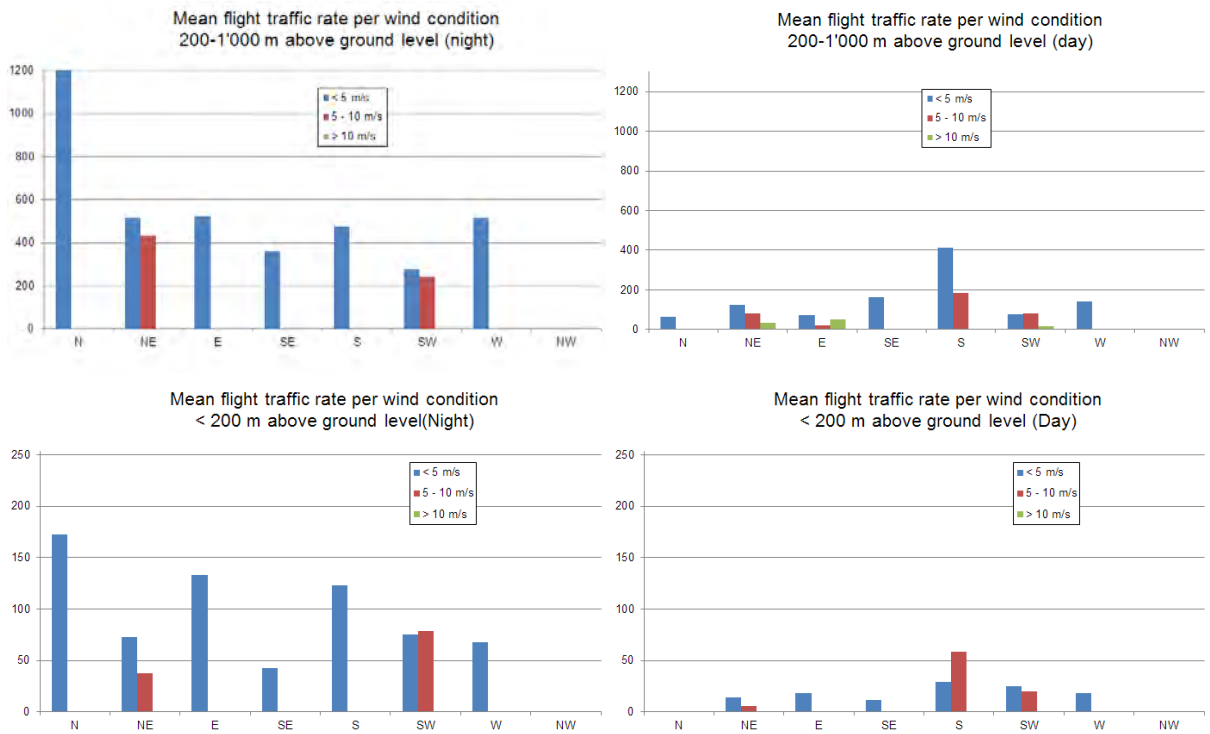 Mean flight traffic rate per wind condition
200-1'000 m above ground level (night)
1200
1000
800
600
400
200
0
< 5 m/s
5 - 10 m/s
> 10 m/s
N NE E SE S SW W NW
Mean flight traffic rate per wind condition
200-1'000 m above ground level (day)
1200
1000
800
600
400
200
0
< 5 m/s
5 - 10 m/s
> 10 m/s
N NE E SE S SW W NW
Mean flight traffic rate per wind condition
< 200 m above ground level(Night)
250
200
150
100
50
0
< 5 m/s
5 - 10 m/s
> 10 m/s
N NE E SE S SW W NW
Mean flight traffic rate per wind condition
< 200 m above ground level (Day)
250
200
150
100
50
0
< 5 m/s
5 - 10 m/s
> 10 m/s
N NE E SE S SW W NW